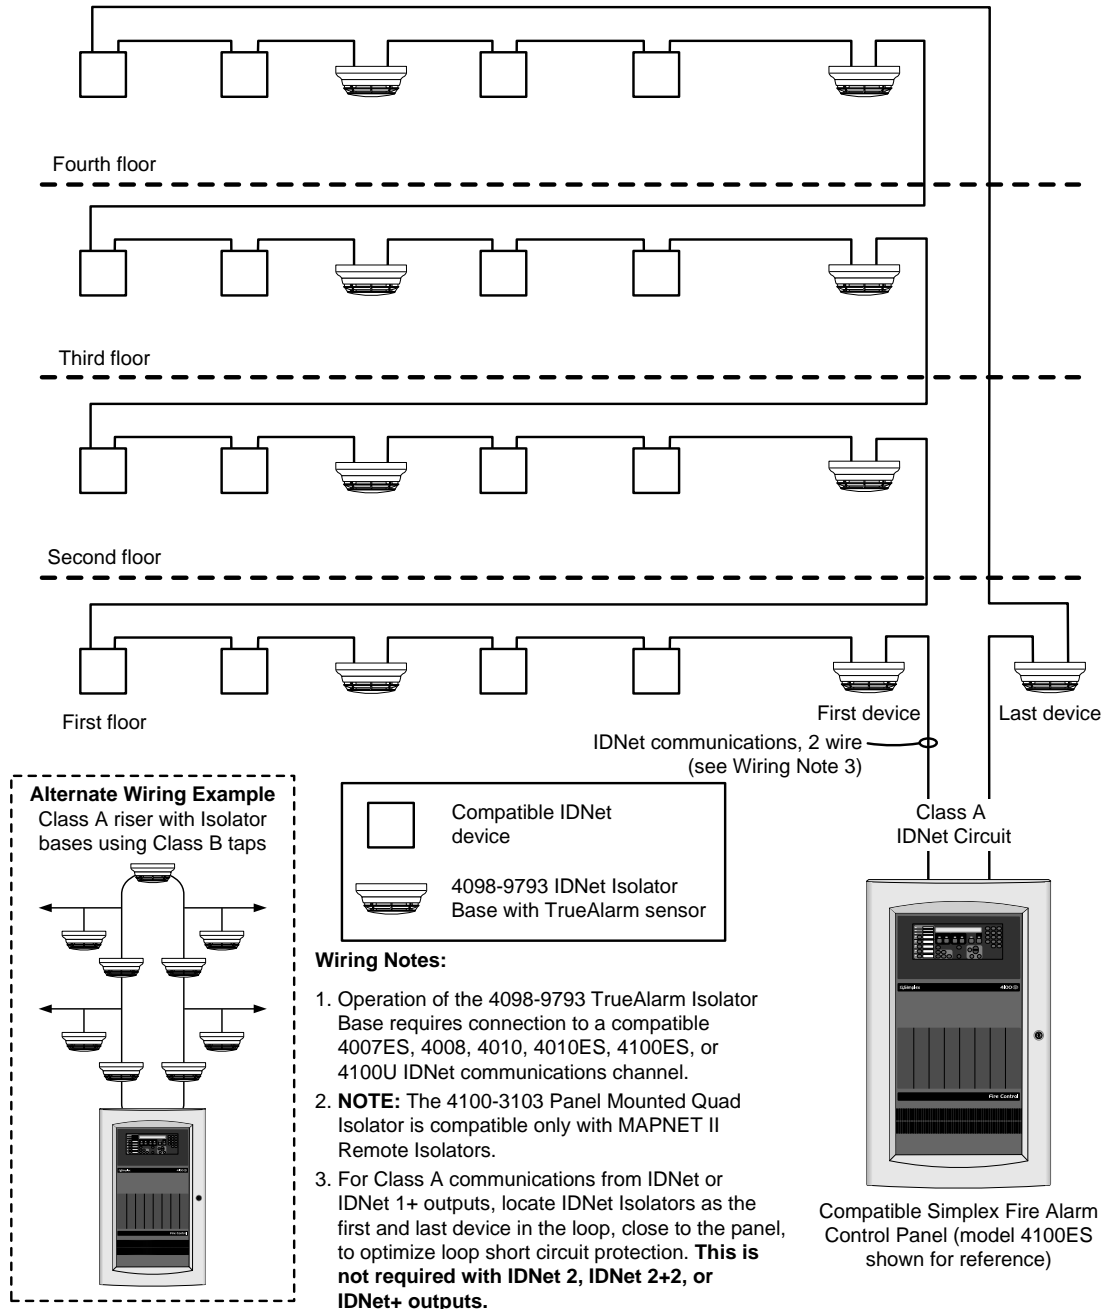 Fourth floor
Third floor
Second floor
First floor
First device
Last device
IDNet communications, 2 wire
(see Wiring Note 3)
Class A
IDNet Circuit
Alternate Wiring Example
Class A riser with Isolator
bases using Class B taps
Compatible IDNet
device
4098-9793 IDNet Isolator
Base with TrueAlarm sensor
Wiring Notes:
1. Operation of the 4098-9793 TrueAlarm Isolator
Base requires connection to a compatible
4007ES, 4008, 4010, 4010ES, 4100ES, or
4100U IDNet communications channel.
2. NOTE: The 4100-3103 Panel Mounted Quad
Isolator is compatible only with MAPNET II
Remote Isolators.
3. For Class A communications from IDNet or
IDNet 1+ outputs, locate IDNet Isolators as the
first and last device in the loop, close to the panel,
to optimize loop short circuit protection. This is
not required with IDNet 2, IDNet 2+2, or
IDNet+ outputs.
Simplex
Fire Control
Compatible Simplex Fire Alarm
Control Panel (model 4100ES
shown for reference)